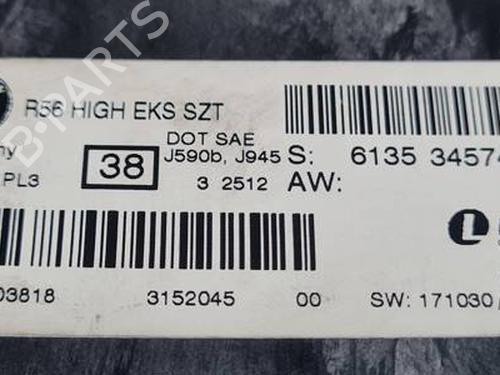 R56 HIGH EKS SZT
DOT SAE
38 J590b, J945 S: 6135 34574
PL3 3 2512 AW:
L
03818 3152045 00 SW: 171030/
B-PARTS